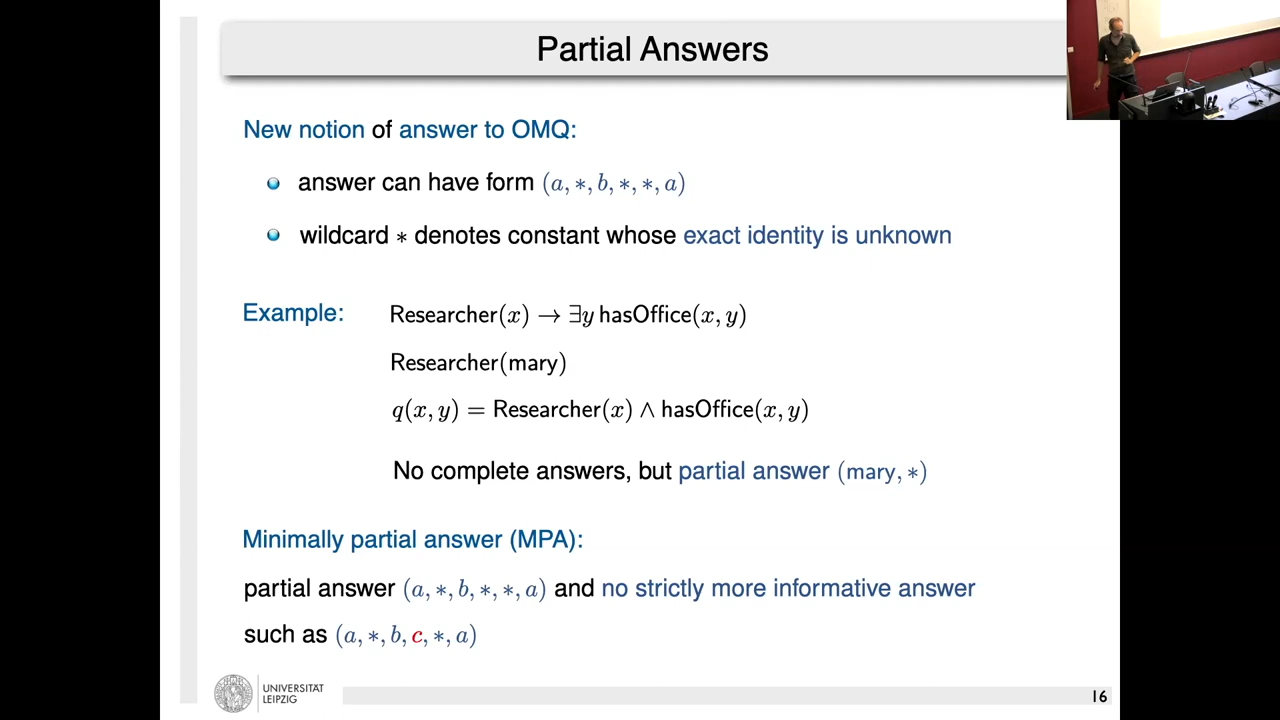 Partial Answers
New notion of answer to OMQ:
answer can have form (a, ∗, b, ∗, ∗, a)
wildcard ∗ denotes constant whose exact identity is unknown
Example: Researcher(x) → ∃y hasOffice(x, y)
Researcher(mary)
q(x, y) = Researcher(x) ∧ hasOffice(x, y)
No complete answers, but partial answer (mary, ∗)
Minimally partial answer (MPA):
partial answer (a, ∗, b, ∗, ∗, a) and no strictly more informative answer
such as (a, ∗, b, c, ∗, a)
UNIVERSITÄT
LEIPZIG
16